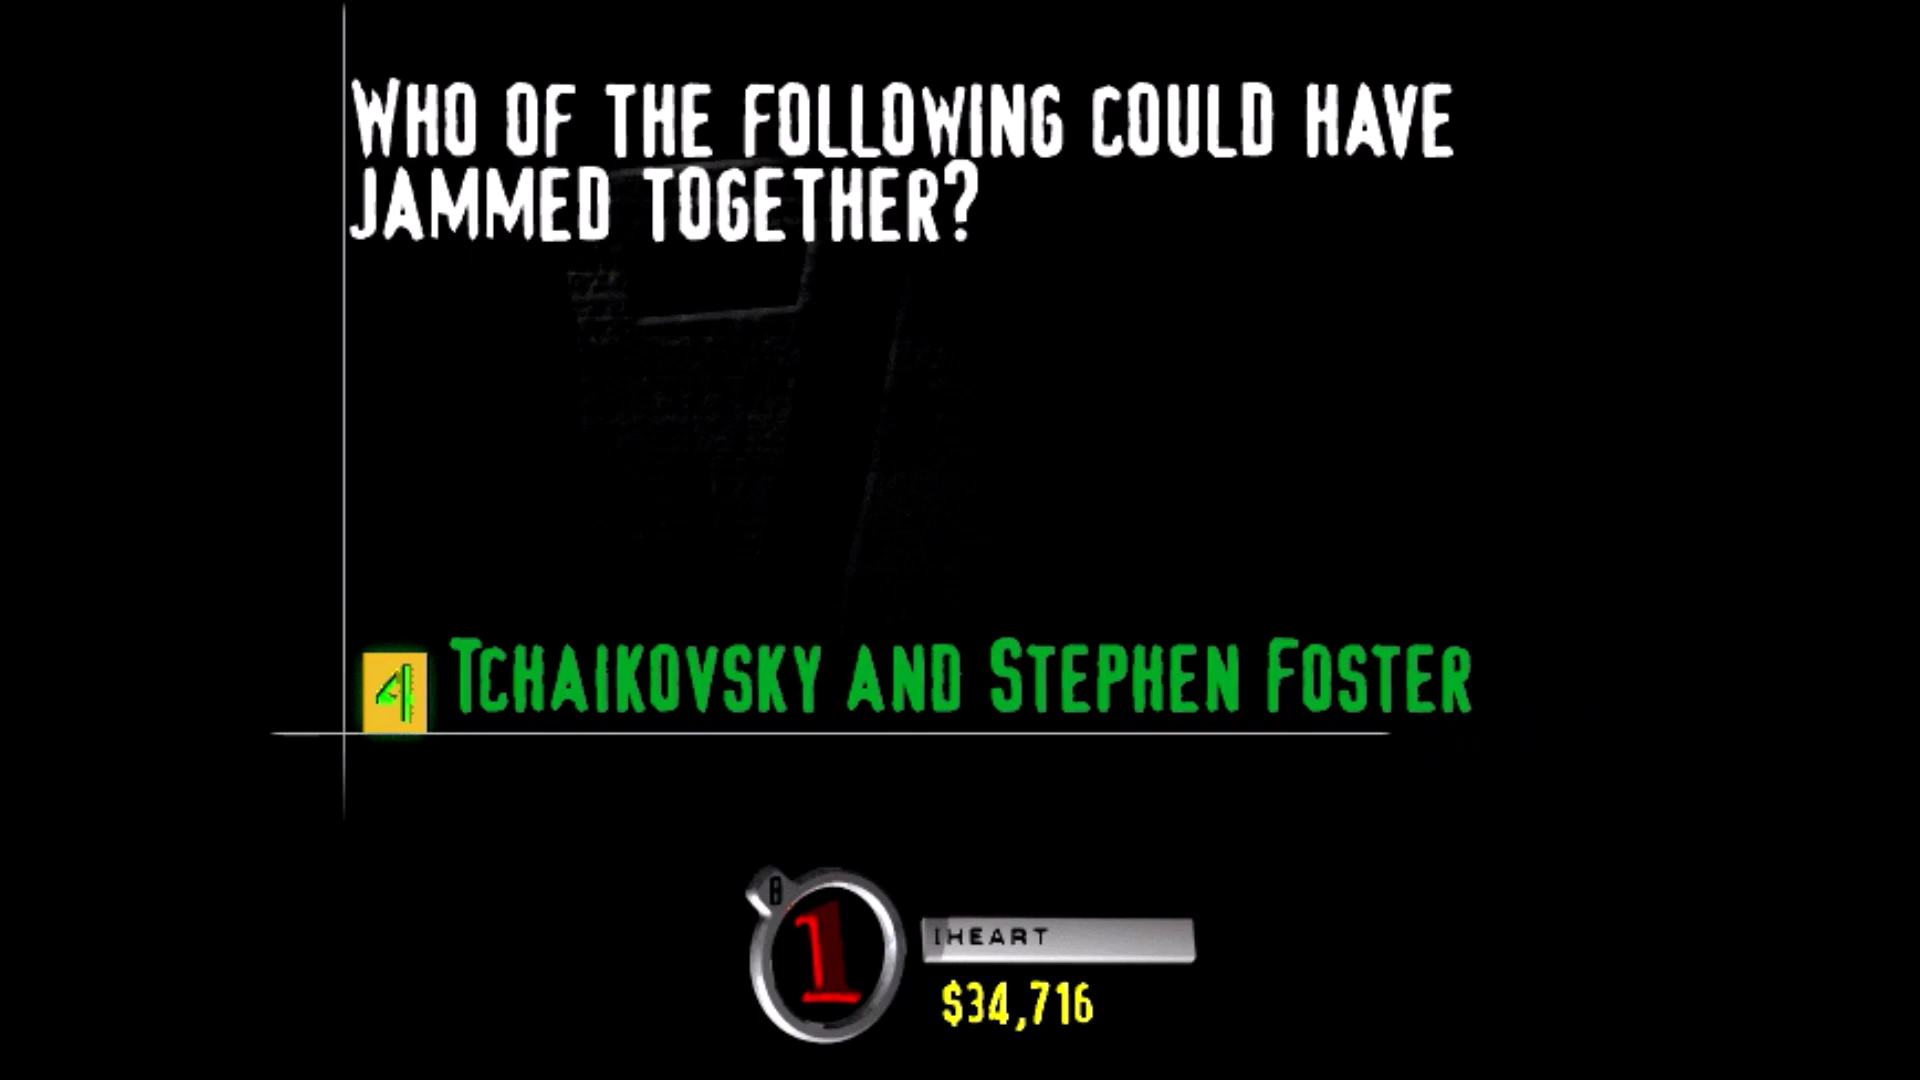 WHO OF THE FOLLOWING COULD HAVE
JAMMED TOGETHER?
4 TCHAIKOVSKY AND STEPHEN FOSTER
B
1
IHEART
$34,716